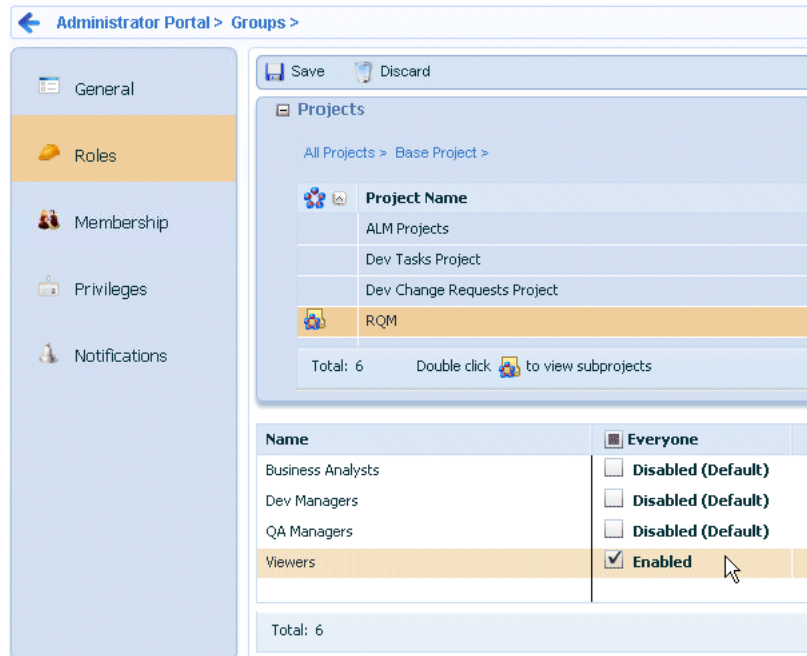 Administrator Portal > Groups >
General
Roles
Membership
Privileges
Notifications
Save Discard
Projects
All Projects > Base Project >
Project Name
ALM Projects
Dev Tasks Project
Dev Change Requests Project
RQM
Total: 6 Double click to view subprojects
Name Everyone
Business Analysts Disabled (Default)
Dev Managers Disabled (Default)
QA Managers Disabled (Default)
Viewers Enabled
Total: 6